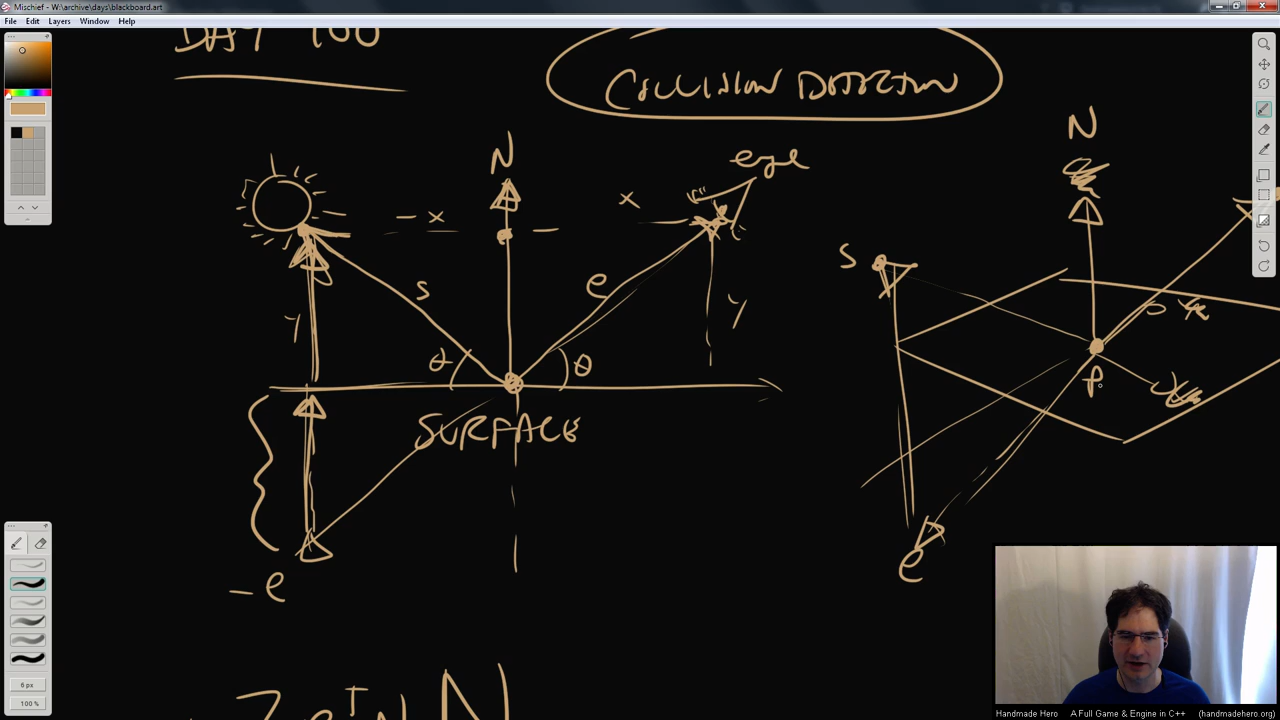 Mischief - W:\archive\days\blackboard.art
File Edit Layers Window Help
DAY 100
COLLISION DETECTION
N
eye
N
- x
x
s
e
S
y
θ
θ
y
SURFACE
P
- e
e
6 px
100 %
N
Handmade Hero A Full Game & Engine in C++ (handmadehero.org)